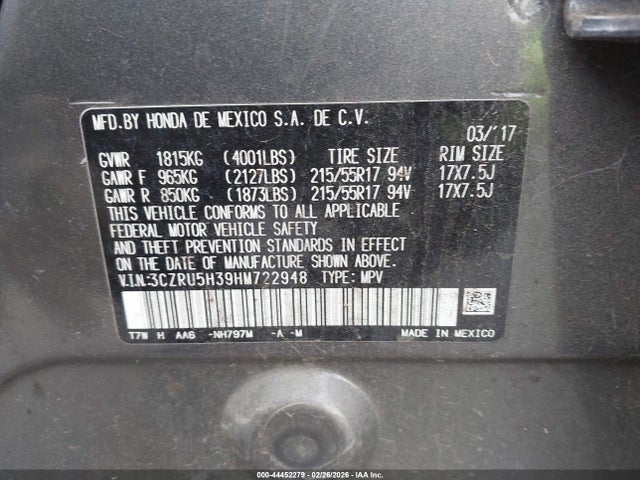 MFD.BY HONDA DE MEXICO S.A. DE C.V.
03/'17
GVWR 1815KG (4001LBS) TIRE SIZE RIM SIZE
GAWR F 965KG (2127LBS) 215/55R17 94V 17X7.5J
GAWR R 850KG (1873LBS) 215/55R17 94V 17X7.5J
THIS VEHICLE CONFORMS TO ALL APPLICABLE
FEDERAL MOTOR VEHICLE SAFETY
AND THEFT PREVENTION STANDARDS IN EFFECT
ON THE DATE OF MANUFACTURE SHOWN ABOVE.
V.I.N.:3CZRU5H39HM722948 TYPE: MPV
T7W H AA6 -NH797M -A -M MADE IN MEXICO
000-44452279 - 02/26/2026 - IAA Inc.